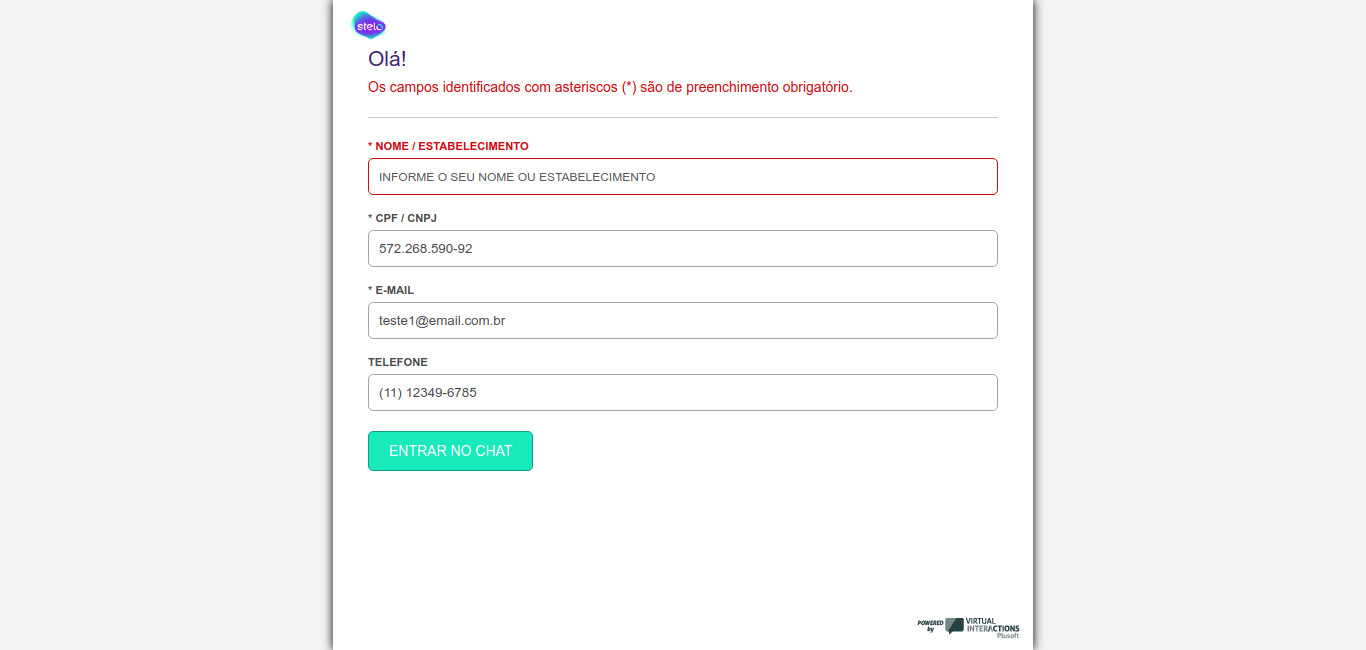 stelo
Olá!
Os campos identificados com asteriscos (*) são de preenchimento obrigatório.
* NOME / ESTABELECIMENTO
INFORME O SEU NOME OU ESTABELECIMENTO
* CPF / CNPJ
572.268.590-92
* E-MAIL
teste1@email.com.br
TELEFONE
(11) 12349-6785
ENTRAR NO CHAT
POWERED by
VIRTUAL
INTERACTIONS
Plusoft